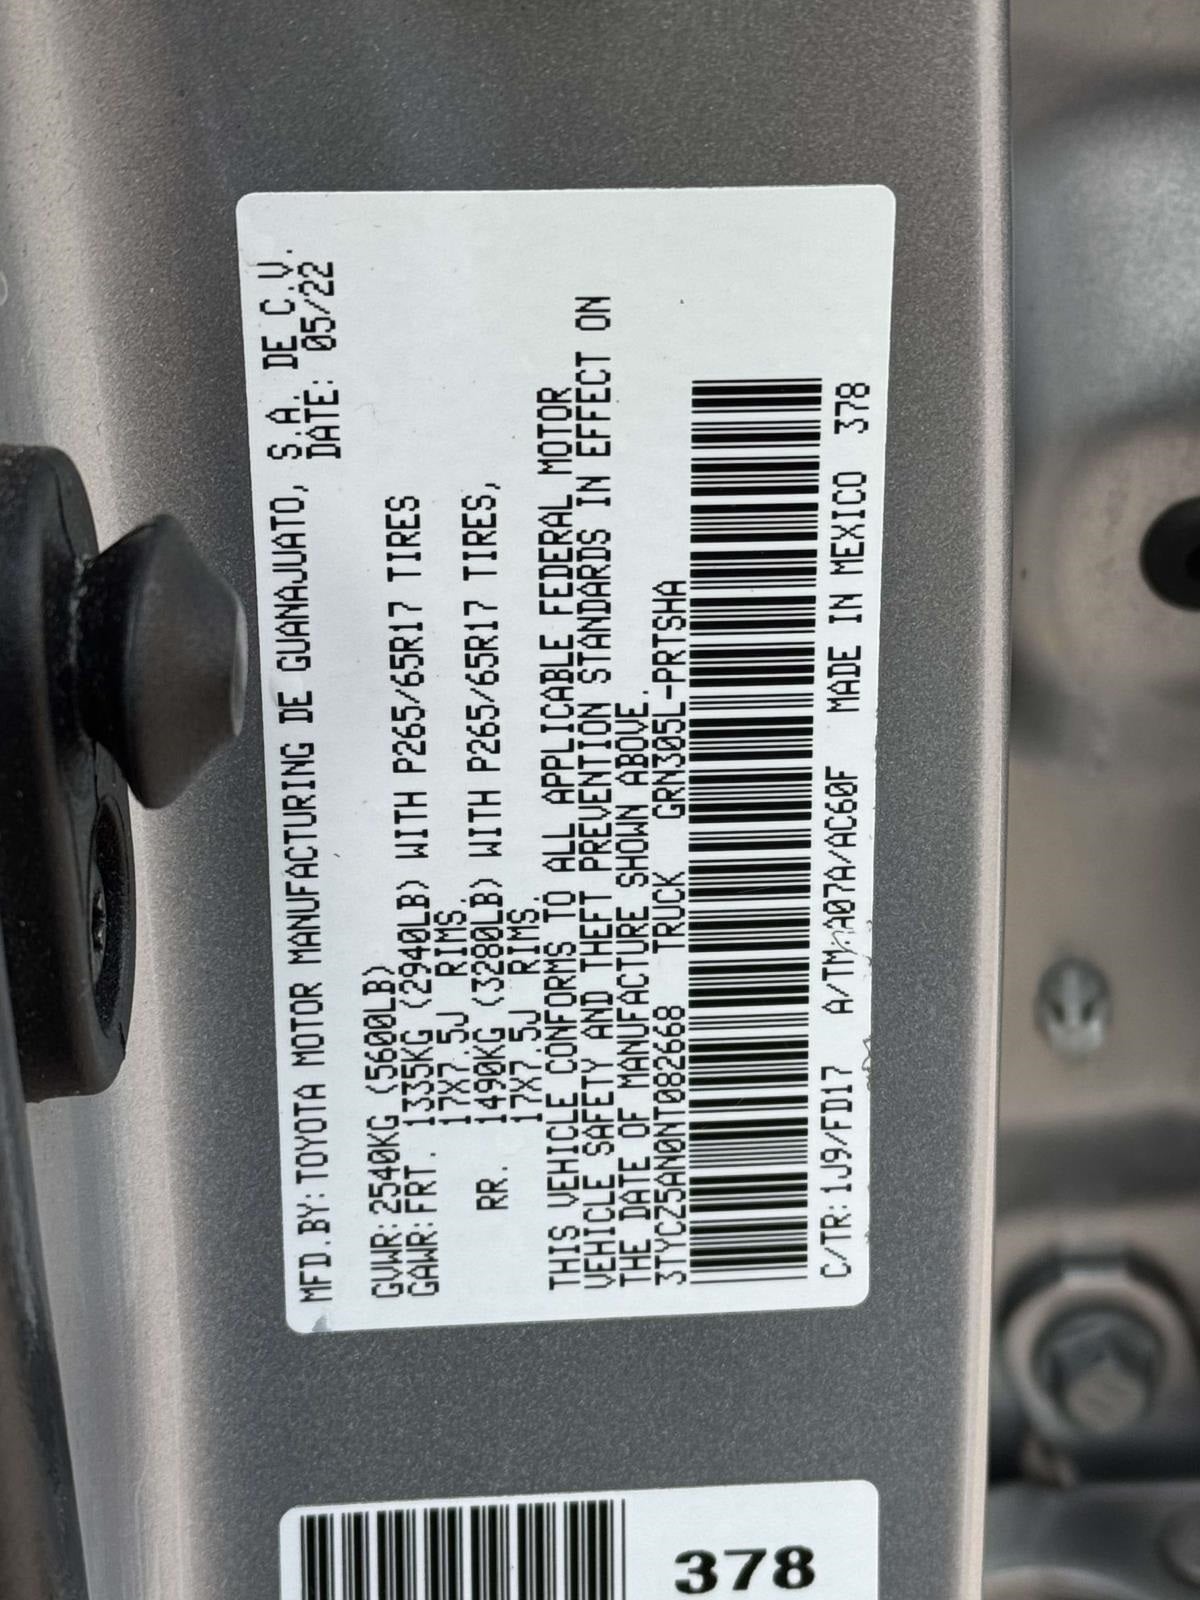 MFD.BY:TOYOTA MOTOR MANUFACTURING DE GUANAJUATO, S.A. DE C.V.
DATE: 05/22
GVWR:2540KG (5600LB)
GAWR:FRT. 1335KG (2940LB) WITH P265/65R17 TIRES
17X7.5J RIMS,
RR. 1490KG (3280LB) WITH P265/65R17 TIRES,
17X7.5J RIMS.
THIS VEHICLE CONFORMS TO ALL APPLICABLE FEDERAL MOTOR
VEHICLE SAFETY AND THEFT PREVENTION STANDARDS IN EFFECT ON
THE DATE OF MANUFACTURE SHOWN ABOVE.
3TYCZ5AN0NT082668 TRUCK GRN305L-PRTSHA
C/TR:1J9/FD17 A/TM:A07A/AC60F MADE IN MEXICO 378
378